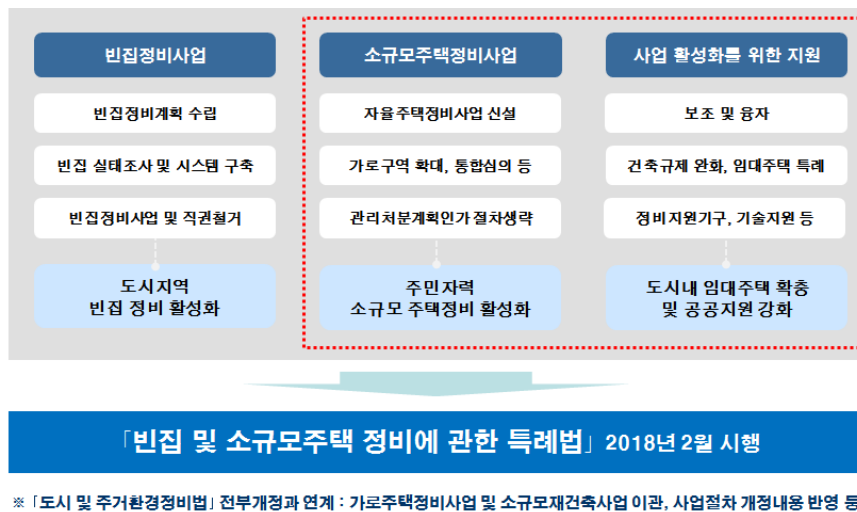 빈집정비사업
빈집정비계획 수립
빈집 실태조사 및 시스템 구축
빈집정비사업 및 직권철거
도시지역
빈집 정비 활성화
소규모주택정비사업
자율주택정비사업 신설
가로구역 확대, 통합심의 등
관리처분계획인가 절차생략
주민자력
소규모 주택정비 활성화
사업 활성화를 위한 지원
보조 및 융자
건축규제 완화, 임대주택 특례
정비지원기구, 기술지원 등
도시내 임대주택 확충
및 공공지원 강화
「빈집 및 소규모주택 정비에 관한 특례법」 2018년 2월 시행
※ 「도시 및 주거환경정비법」 전부개정과 연계 : 가로주택정비사업 및 소규모재건축사업 이관, 사업절차 개정내용 반영 등